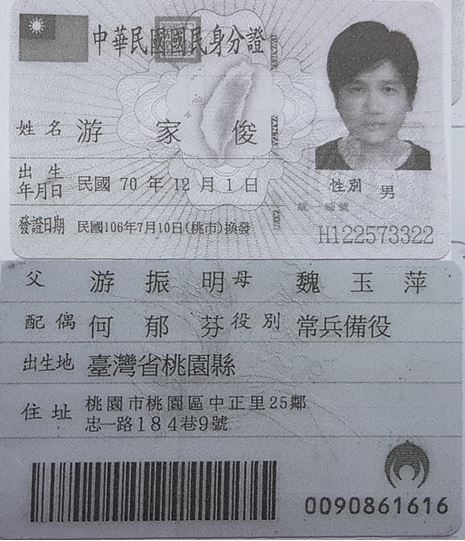 中華民國國民身分證
姓名 游家俊
出生年月日 民國70年12月1日 性別 男
統一編號
發證日期 民國106年7月10日(桃市)換發 H122573322
父 游振明 母 魏玉萍
配偶 何郁芬 役別 常兵備役
出生地 臺灣省桃園縣
住址 桃園市桃園區中正里25鄰
忠一路184巷9號
0090861616